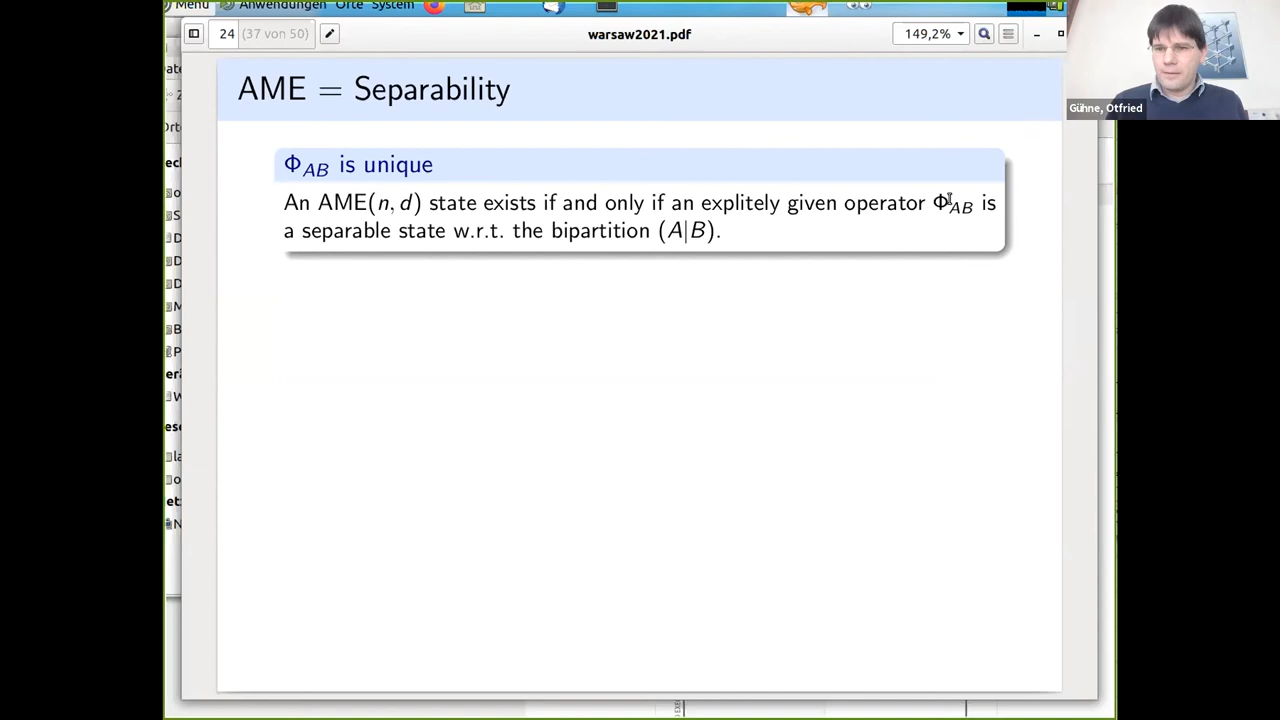 Menu Anwendungen Orte System
24 (37 von 50) warsaw2021.pdf 149,2%
Gühne, Otfried
AME = Separability
Φ_AB is unique
An AME(n, d) state exists if and only if an explitely given operator Φ_AB is
a separable state w.r.t. the bipartition (A|B).